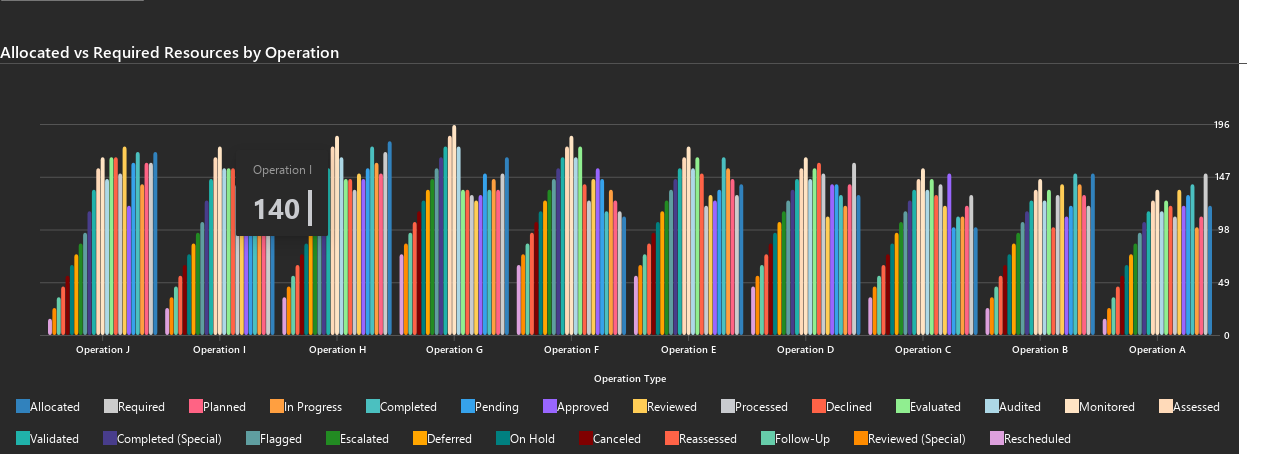 Allocated vs Required Resources by Operation
196
147
98
49
0
Operation I
140
Operation J Operation I Operation H Operation G Operation F Operation E Operation D Operation C Operation B Operation A
Operation Type
Allocated Required Planned In Progress Completed Pending Approved Reviewed Processed Declined Evaluated Audited Monitored Assessed
Validated Completed (Special) Flagged Escalated Deferred On Hold Canceled Reassessed Follow-Up Reviewed (Special) Rescheduled